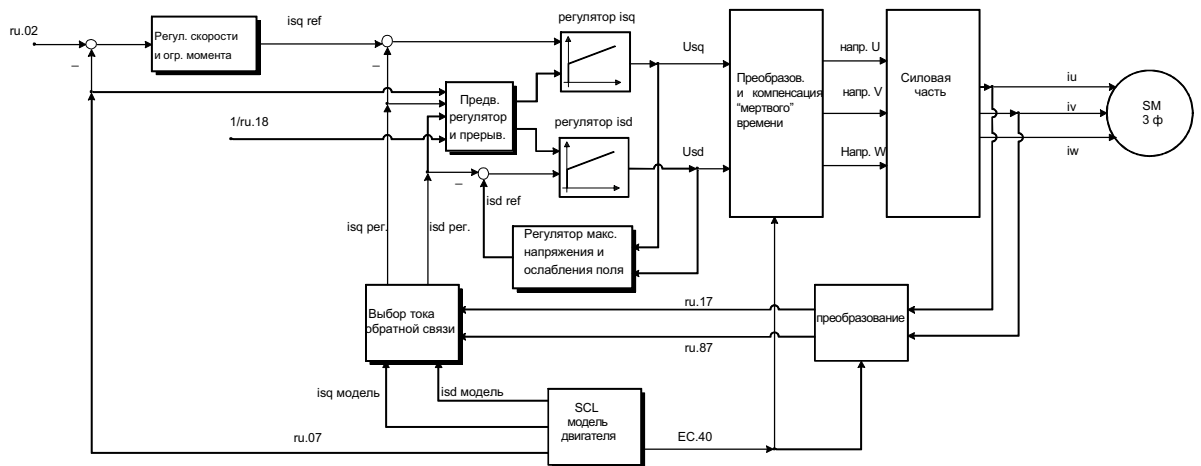 ru.02
Регул. скорости
и огр. момента
isq ref
регулятор isq
Usq
Преобразов.
и компенсация
“мертвого”
времени
напр. U
напр. V
Напр. W
Силовая
часть
iu
iv
iw
SM
3 ф
–
–
1/ru.18
Предв.
регулятор
и прерыв.
регулятор isd
Usd
–
isd ref
isq рег.
isd рег.
Регулятор макс.
напряжения и
ослабления поля
Выбор тока
обратной связи
ru.17
ru.87
преобразование
isq модель
isd модель
SCL
модель
двигателя
ru.07
EC.40